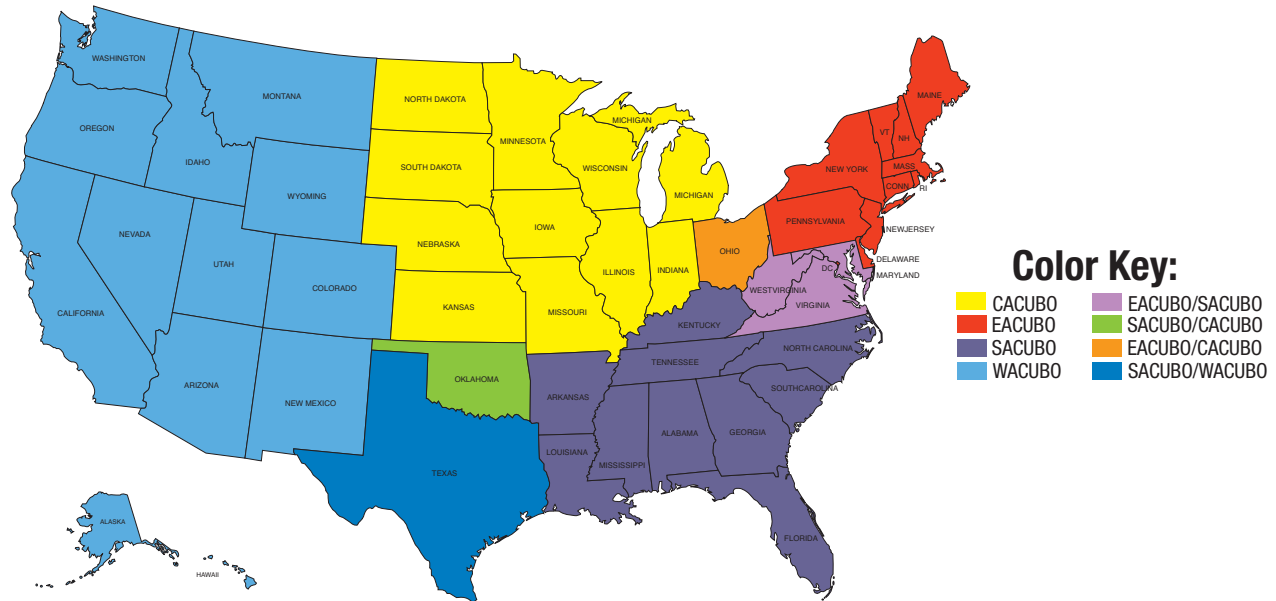 WASHINGTON
MONTANA
OREGON
IDAHO
WYOMING
NEVADA
UTAH
COLORADO
CALIFORNIA
ARIZONA
NEW MEXICO
ALASKA
HAWAII
NORTH DAKOTA
SOUTH DAKOTA
NEBRASKA
KANSAS
OKLAHOMA
TEXAS
MINNESOTA
IOWA
MISSOURI
WISCONSIN
ILLINOIS
MICHIGAN
MICHIGAN
INDIANA
OHIO
KENTUCKY
TENNESSEE
ARKANSAS
LOUISIANA
MISSISSIPPI
ALABAMA
GEORGIA
FLORIDA
SOUTHCAROLINA
NORTH CAROLINA
WESTVIRGINIA
VIRGINIA
DC
MARYLAND
DELAWARE
NEWJERSEY
PENNSYLVANIA
NEW YORK
VT
NH
MAINE
MASS
CONN
RI
Color Key:
CACUBO
EACUBO
SACUBO
WACUBO
EACUBO/SACUBO
SACUBO/CACUBO
EACUBO/CACUBO
SACUBO/WACUBO